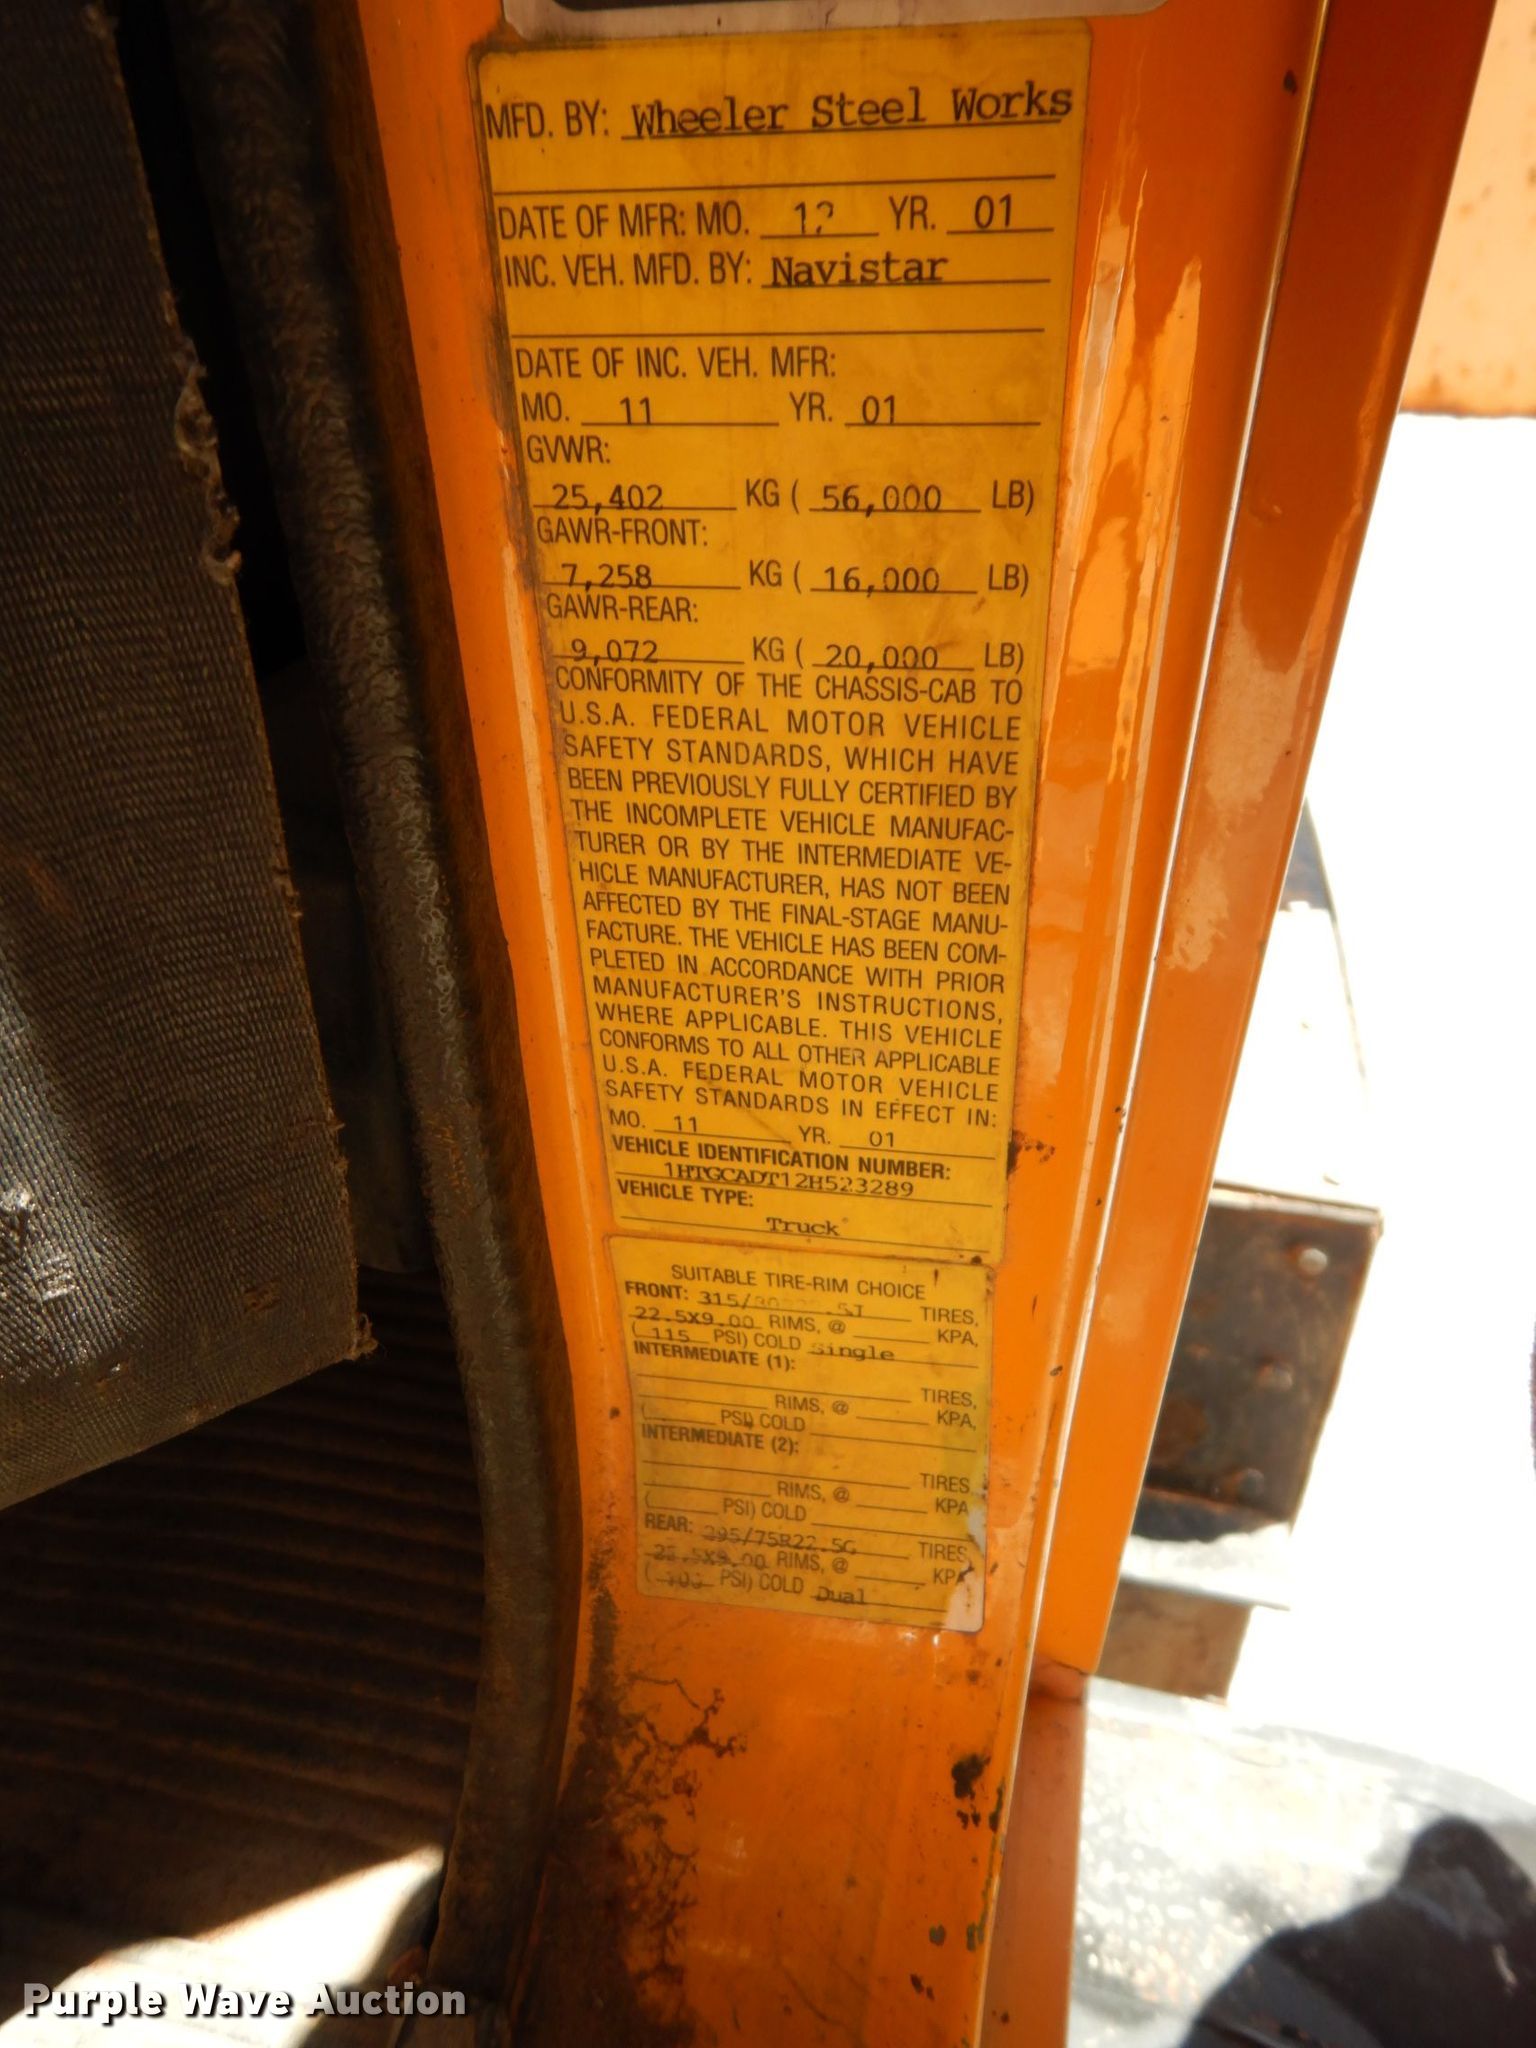 MFD. BY: Wheeler Steel Works
DATE OF MFR: MO. 12 YR. 01
INC. VEH. MFD. BY: Navistar
DATE OF INC. VEH. MFR:
MO. 11 YR. 01
GVWR:
25,402 KG ( 56,000 LB)
GAWR-FRONT:
7,258 KG ( 16,000 LB)
GAWR-REAR:
9,072 KG ( 20,000 LB)
CONFORMITY OF THE CHASSIS-CAB TO
U.S.A. FEDERAL MOTOR VEHICLE
SAFETY STANDARDS, WHICH HAVE
BEEN PREVIOUSLY FULLY CERTIFIED BY
THE INCOMPLETE VEHICLE MANUFAC-
TURER OR BY THE INTERMEDIATE VE-
HICLE MANUFACTURER, HAS NOT BEEN
AFFECTED BY THE FINAL-STAGE MANU-
FACTURE. THE VEHICLE HAS BEEN COM-
PLETED IN ACCORDANCE WITH PRIOR
MANUFACTURER'S INSTRUCTIONS,
WHERE APPLICABLE. THIS VEHICLE
CONFORMS TO ALL OTHER APPLICABLE
U.S.A. FEDERAL MOTOR VEHICLE
SAFETY STANDARDS IN EFFECT IN:
MO. 11 YR. 01
VEHICLE IDENTIFICATION NUMBER:
1HTGCADT12H523289
VEHICLE TYPE:
Truck
SUITABLE TIRE-RIM CHOICE
FRONT: TIRES,
22.5X9.00 RIMS, @ KPA,
( 115 PSI) COLD Single
INTERMEDIATE (1):
TIRES,
RIMS, @ KPA,
( PSI) COLD
INTERMEDIATE (2):
TIRES
RIMS, @ KPA
( PSI) COLD
REAR: 295/75R22.5G TIRES,
22.5X9.00 RIMS, @ KPA
( PSI) COLD Dual
Purple Wave Auction